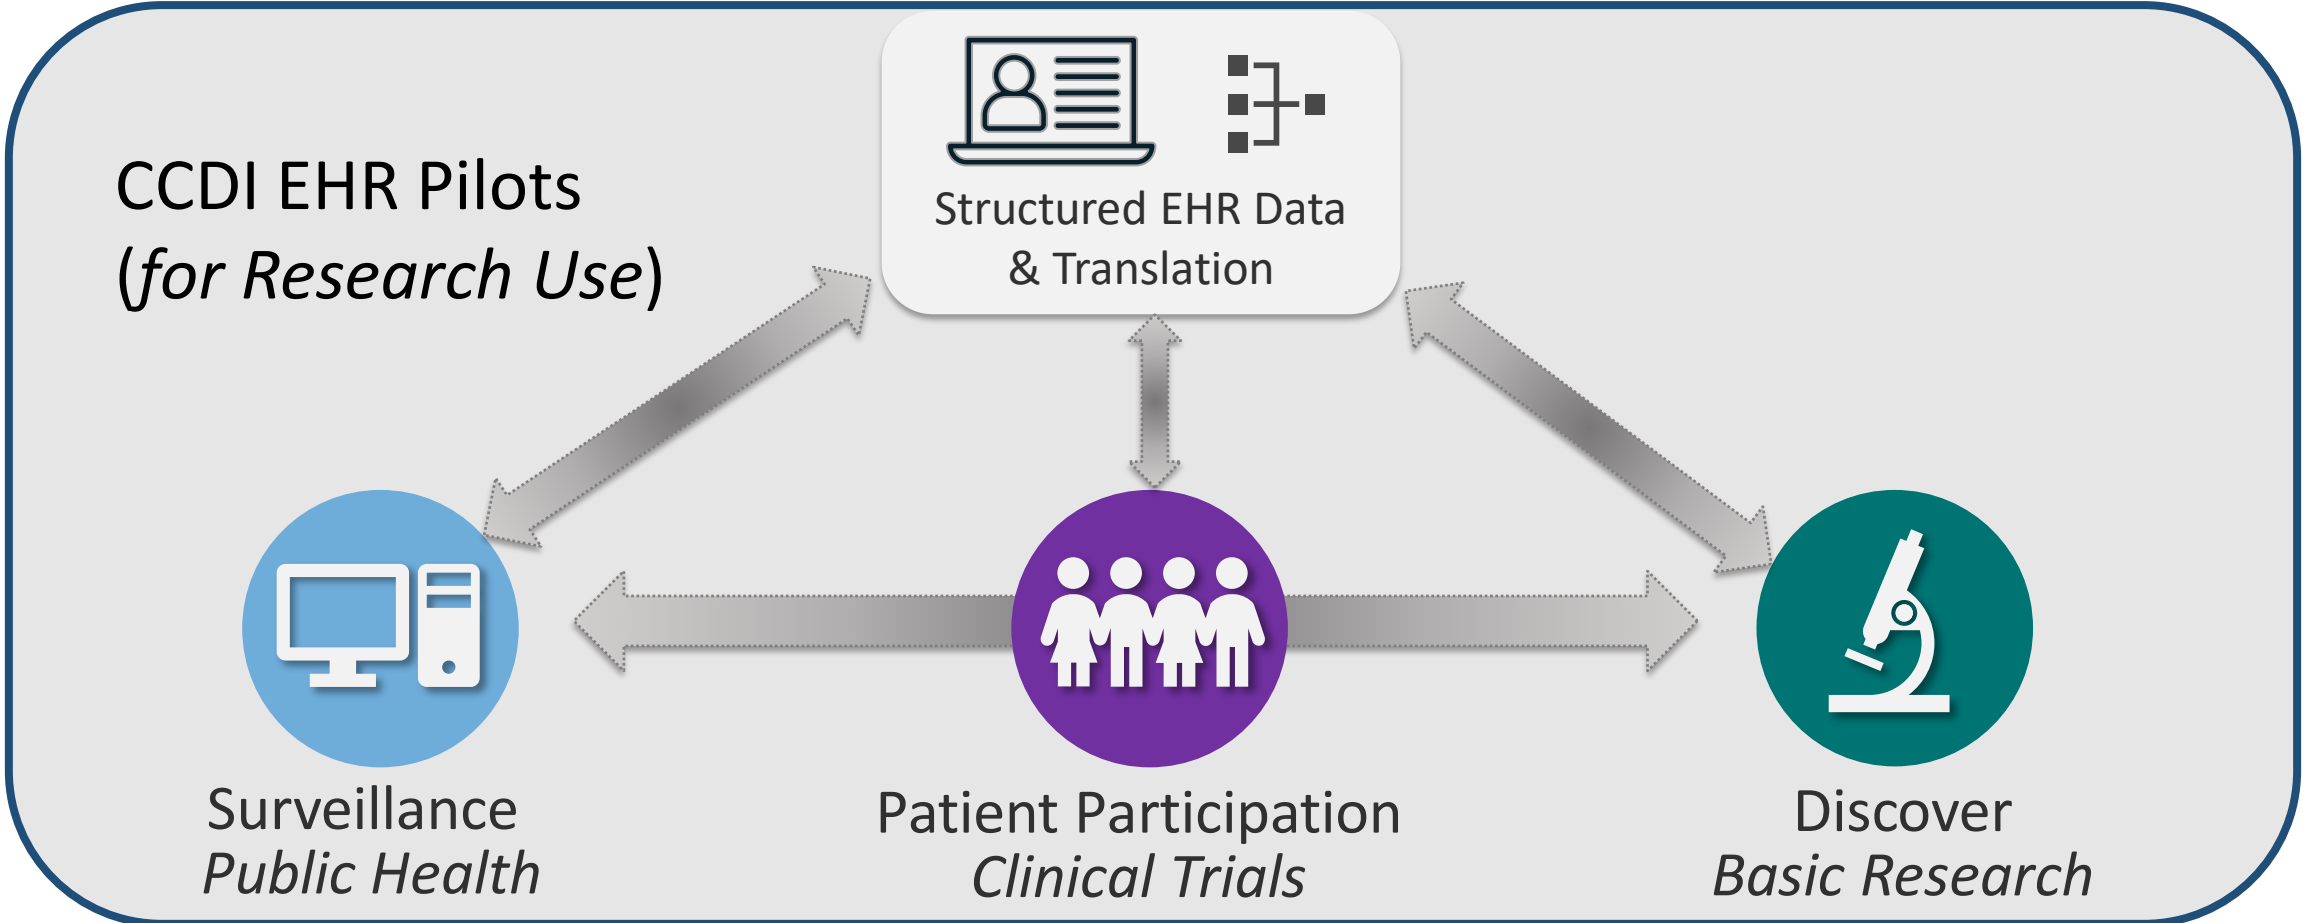 CCDI EHR Pilots
(for Research Use)
Structured EHR Data
& Translation
Surveillance
Public Health
Patient Participation
Clinical Trials
Discover
Basic Research